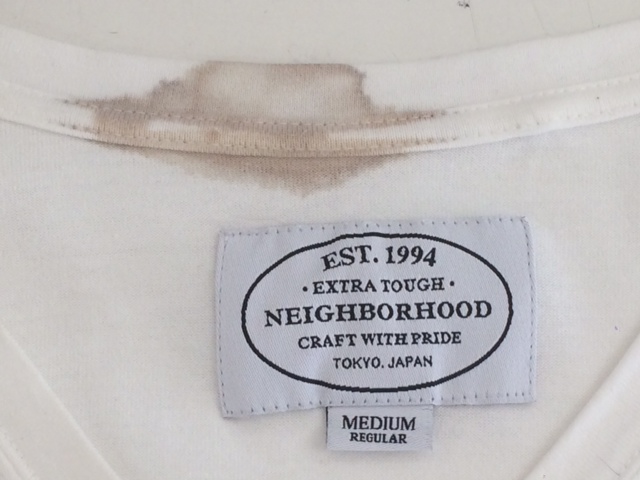 EST. 1994
· EXTRA TOUGH ·
NEIGHBORHOOD
CRAFT WITH PRIDE
TOKYO. JAPAN
MEDIUM
REGULAR